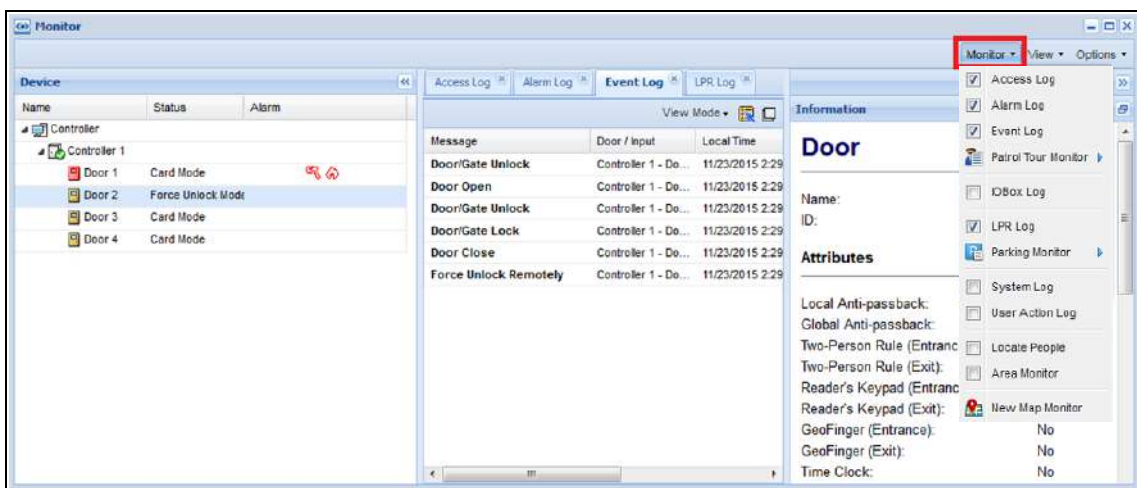 Monitor
Monitor View Options
Device
Name Status Alarm
Controller
Controller 1
Door 1 Card Mode
Door 2 Force Unlock Mode
Door 3 Card Mode
Door 4 Card Mode
Access Log Alarm Log Event Log LPR Log
View Mode
Message Door / Input Local Time
Door/Gate Unlock Controller 1 - Do... 11/23/2015 2:29
Door Open Controller 1 - Do... 11/23/2015 2:29
Door/Gate Unlock Controller 1 - Do... 11/23/2015 2:29
Door/Gate Lock Controller 1 - Do... 11/23/2015 2:29
Door Close Controller 1 - Do... 11/23/2015 2:29
Force Unlock Remotely Controller 1 - Do... 11/23/2015 2:29
Information
Door
Name:
ID:
Attributes
Local Anti-passback:
Global Anti-passback:
Two-Person Rule (Entranc
Two-Person Rule (Exit):
Reader's Keypad (Entranc
Reader's Keypad (Exit):
GeoFinger (Entrance): No
GeoFinger (Exit): No
Time Clock: No
Access Log
Alarm Log
Event Log
Patrol Tour Monitor
IOBox Log
LPR Log
Parking Monitor
System Log
User Action Log
Locate People
Area Monitor
New Map Monitor